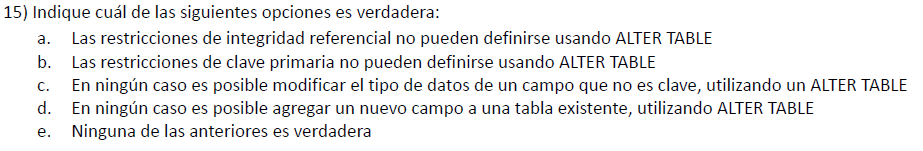 15) Indique cuál de las siguientes opciones es verdadera:
a. Las restricciones de integridad referencial no pueden definirse usando ALTER TABLE
b. Las restricciones de clave primaria no pueden definirse usando ALTER TABLE
c. En ningún caso es posible modificar el tipo de datos de un campo que no es clave, utilizando un ALTER TABLE
d. En ningún caso es posible agregar un nuevo campo a una tabla existente, utilizando ALTER TABLE
e. Ninguna de las anteriores es verdadera